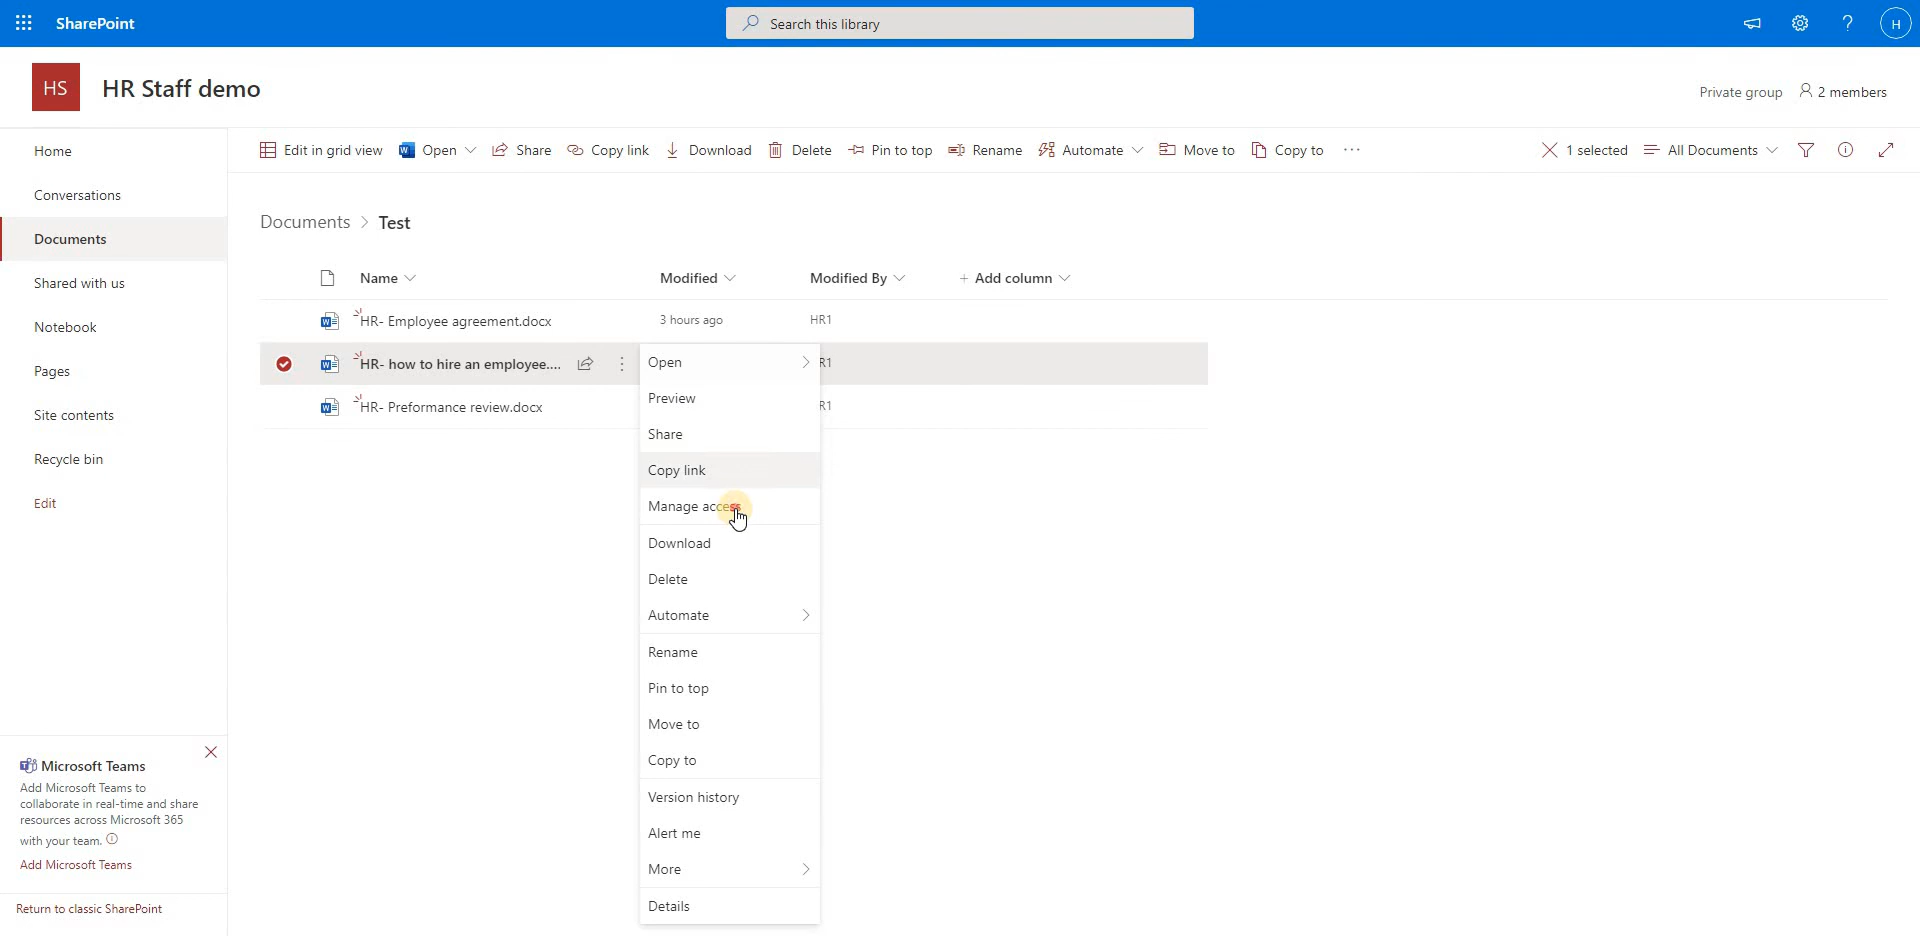 SharePoint
Search this library
H
HS
HR Staff demo
Private group
2 members
Home
Conversations
Documents
Shared with us
Notebook
Pages
Site contents
Recycle bin
Edit
Edit in grid view
Open
Share
Copy link
Download
Delete
Pin to top
Rename
Automate
Move to
Copy to
1 selected
All Documents
Documents > Test
Name
Modified
Modified By
+ Add column
HR- Employee agreement.docx
3 hours ago
HR1
HR- how to hire an employee....
R1
HR- Preformance review.docx
R1
Open
Preview
Share
Copy link
Manage access
Download
Delete
Automate
Rename
Pin to top
Move to
Copy to
Version history
Alert me
More
Details
Microsoft Teams
Add Microsoft Teams to
collaborate in real-time and share
resources across Microsoft 365
with your team.
Add Microsoft Teams
Return to classic SharePoint